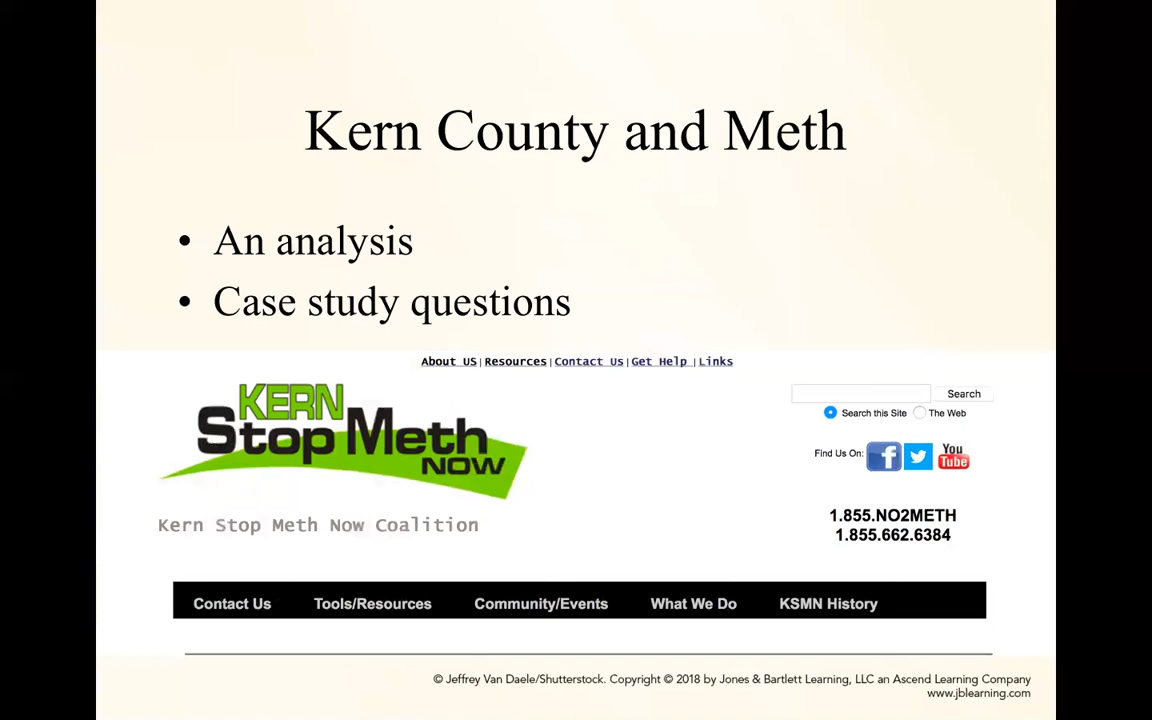 Kern County and Meth
• An analysis
• Case study questions
About US | Resources | Contact Us | Get Help | Links
KERN
Stop Meth
NOW
Kern Stop Meth Now Coalition
Search
Search this Site The Web
Find Us On: f You Tube
1.855.NO2METH
1.855.662.6384
Contact Us Tools/Resources Community/Events What We Do KSMN History
© Jeffrey Van Daele/Shutterstock. Copyright © 2018 by Jones & Bartlett Learning, LLC an Ascend Learning Company
www.jblearning.com